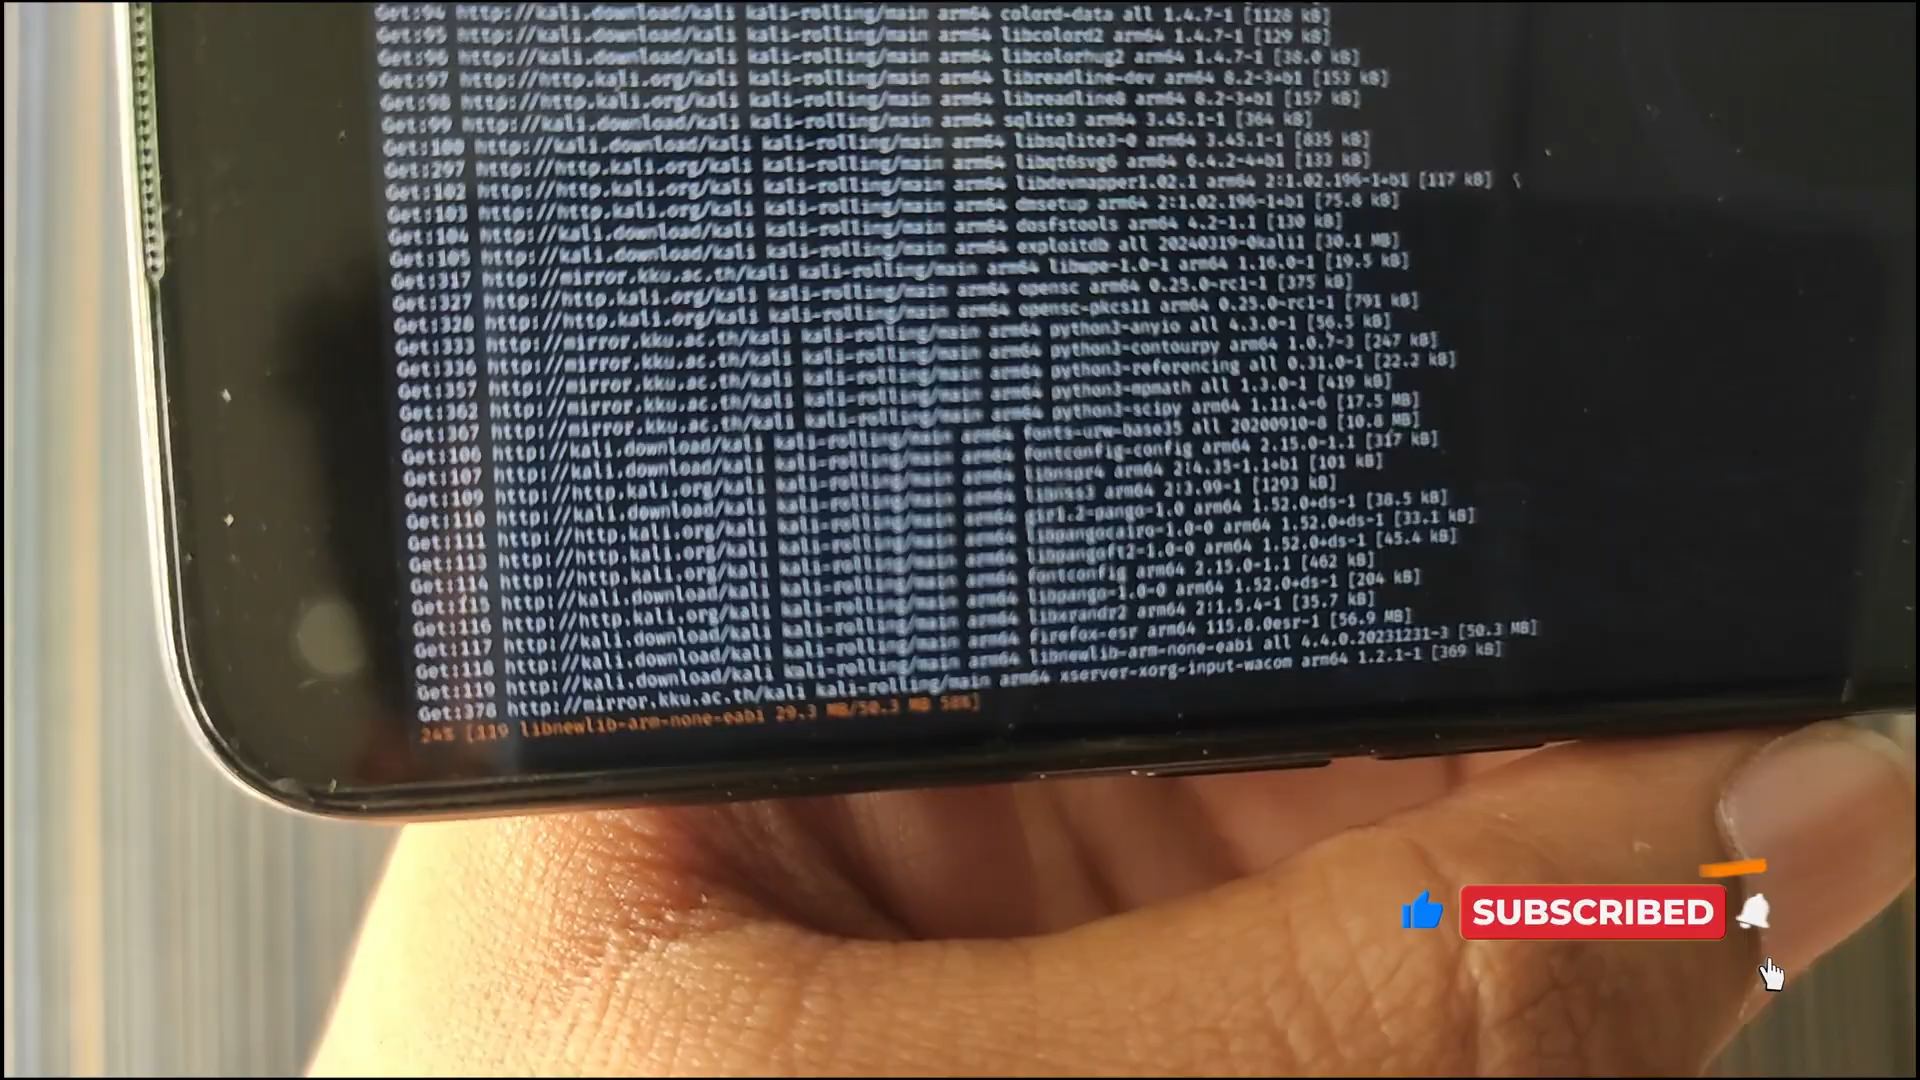 Get:94 http://kali.download/kali kali-rolling/main arm64 colord-data all 1.4.7-1 [1128 kB]
Get:95 http://kali.download/kali kali-rolling/main arm64 libcolord2 arm64 1.4.7-1 [129 kB]
Get:96 http://kali.download/kali kali-rolling/main arm64 libcolorhug2 arm64 1.4.7-1 [38.0 kB]
Get:97 http://http.kali.org/kali kali-rolling/main arm64 libreadline-dev arm64 8.2-3+b1 [153 kB]
Get:98 http://http.kali.org/kali kali-rolling/main arm64 libreadline8 arm64 8.2-3+b1 [157 kB]
Get:99 http://kali.download/kali kali-rolling/main arm64 sqlite3 arm64 3.45.1-1 [364 kB]
Get:100 http://kali.download/kali kali-rolling/main arm64 libsqlite3-0 arm64 3.45.1-1 [835 kB]
Get:297 http://http.kali.org/kali kali-rolling/main arm64 libqt6svg6 arm64 6.4.2-4+b1 [133 kB]
Get:102 http://http.kali.org/kali kali-rolling/main arm64 libdevmapper1.02.1 arm64 2:1.02.196-1+b1 [117 kB]
Get:103 http://http.kali.org/kali kali-rolling/main arm64 dmsetup arm64 2:1.02.196-1+b1 [75.8 kB]
Get:104 http://kali.download/kali kali-rolling/main arm64 dosfstools arm64 4.2-1.1 [130 kB]
Get:105 http://kali.download/kali kali-rolling/main arm64 exploitdb all 20240319-0kali1 [30.1 MB]
Get:317 http://mirror.kku.ac.th/kali kali-rolling/main arm64 libwpe-1.0-1 arm64 1.16.0-1 [19.5 kB]
Get:327 http://http.kali.org/kali kali-rolling/main arm64 opensc arm64 0.25.0~rc1-1 [375 kB]
Get:328 http://http.kali.org/kali kali-rolling/main arm64 opensc-pkcs11 arm64 0.25.0~rc1-1 [791 kB]
Get:333 http://mirror.kku.ac.th/kali kali-rolling/main arm64 python3-anyio all 4.3.0-1 [56.5 kB]
Get:336 http://mirror.kku.ac.th/kali kali-rolling/main arm64 python3-contourpy arm64 1.0.7-3 [247 kB]
Get:357 http://mirror.kku.ac.th/kali kali-rolling/main arm64 python3-referencing all 0.31.0-1 [22.2 kB]
Get:362 http://mirror.kku.ac.th/kali kali-rolling/main arm64 python3-mpmath all 1.3.0-1 [419 kB]
Get:367 http://mirror.kku.ac.th/kali kali-rolling/main arm64 python3-scipy arm64 1.11.4-6 [17.5 MB]
Get:106 http://kali.download/kali kali-rolling/main arm64 fonts-urw-base35 all 20200910-8 [10.8 MB]
Get:107 http://kali.download/kali kali-rolling/main arm64 fontconfig-config arm64 2.15.0-1.1 [317 kB]
Get:109 http://http.kali.org/kali kali-rolling/main arm64 libnspr4 arm64 2:4.35-1.1+b1 [101 kB]
Get:110 http://kali.download/kali kali-rolling/main arm64 libnss3 arm64 2:3.99-1 [1293 kB]
Get:111 http://http.kali.org/kali kali-rolling/main arm64 gir1.2-pango-1.0 arm64 1.52.0+ds-1 [38.5 kB]
Get:113 http://http.kali.org/kali kali-rolling/main arm64 libpangocairo-1.0-0 arm64 1.52.0+ds-1 [33.1 kB]
Get:114 http://http.kali.org/kali kali-rolling/main arm64 libpangoft2-1.0-0 arm64 1.52.0+ds-1 [45.4 kB]
Get:115 http://kali.download/kali kali-rolling/main arm64 fontconfig arm64 2.15.0-1.1 [462 kB]
Get:116 http://http.kali.org/kali kali-rolling/main arm64 libpango-1.0-0 arm64 1.52.0+ds-1 [204 kB]
Get:117 http://kali.download/kali kali-rolling/main arm64 libxrandr2 arm64 2:1.5.4-1 [35.7 kB]
Get:118 http://kali.download/kali kali-rolling/main arm64 firefox-esr arm64 115.8.0esr-1 [56.9 MB]
Get:119 http://kali.download/kali kali-rolling/main arm64 libnewlib-arm-none-eabi all 4.4.0.20231231-3 [50.3 MB]
Get:378 http://mirror.kku.ac.th/kali kali-rolling/main arm64 xserver-xorg-input-wacom arm64 1.2.1-1 [369 kB]
24% [119 libnewlib-arm-none-eabi 29.3 MB/50.3 MB 58%]
SUBSCRIBED